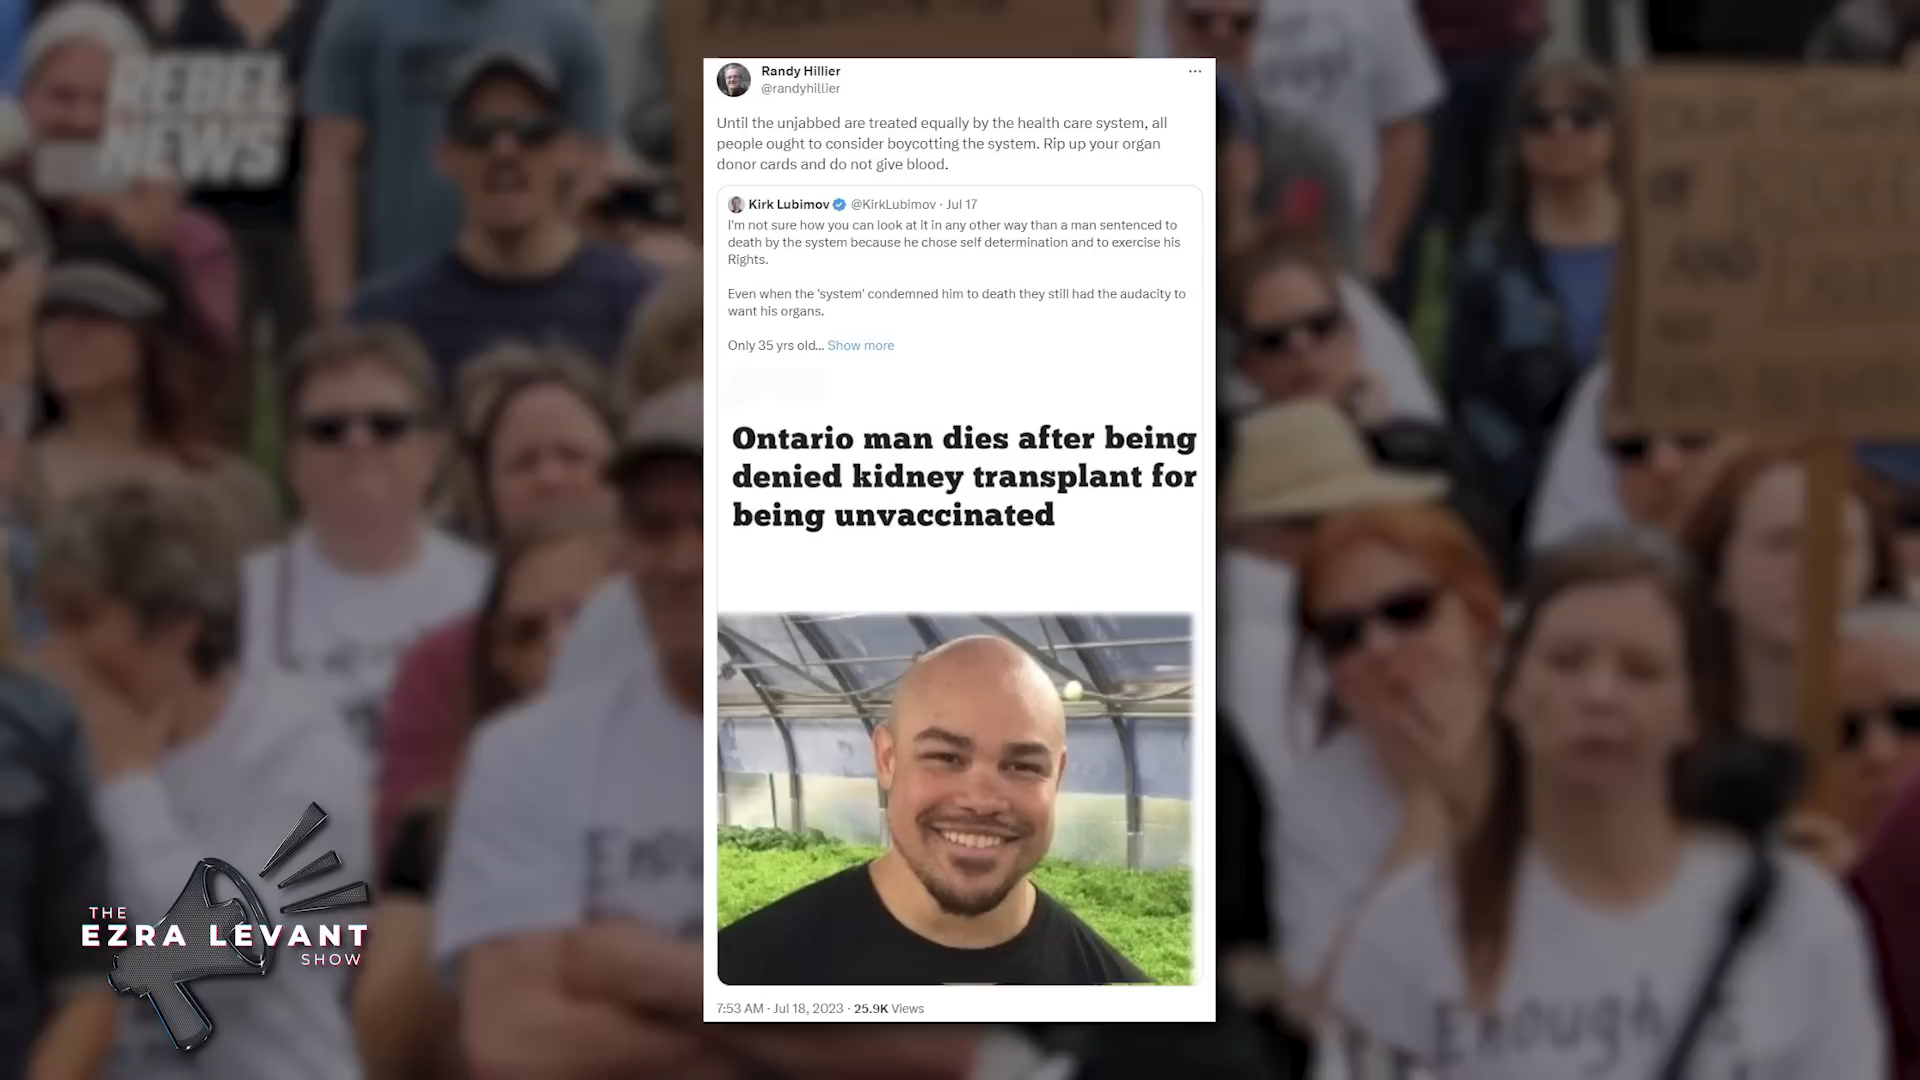 REBEL
NEWS
Randy Hillier
@randyhillier
Until the unjabbed are treated equally by the health care system, all
people ought to consider boycotting the system. Rip up your organ
donor cards and do not give blood.
Kirk Lubimov @KirkLubimov · Jul 17
I'm not sure how you can look at it in any other way than a man sentenced to
death by the system because he chose self determination and to exercise his
Rights.
Even when the 'system' condemned him to death they still had the audacity to
want his organs.
Only 35 yrs old... Show more
Ontario man dies after being
denied kidney transplant for
being unvaccinated
7:53 AM · Jul 18, 2023 · 25.9K Views
THE
EZRA LEVANT
SHOW
Enough